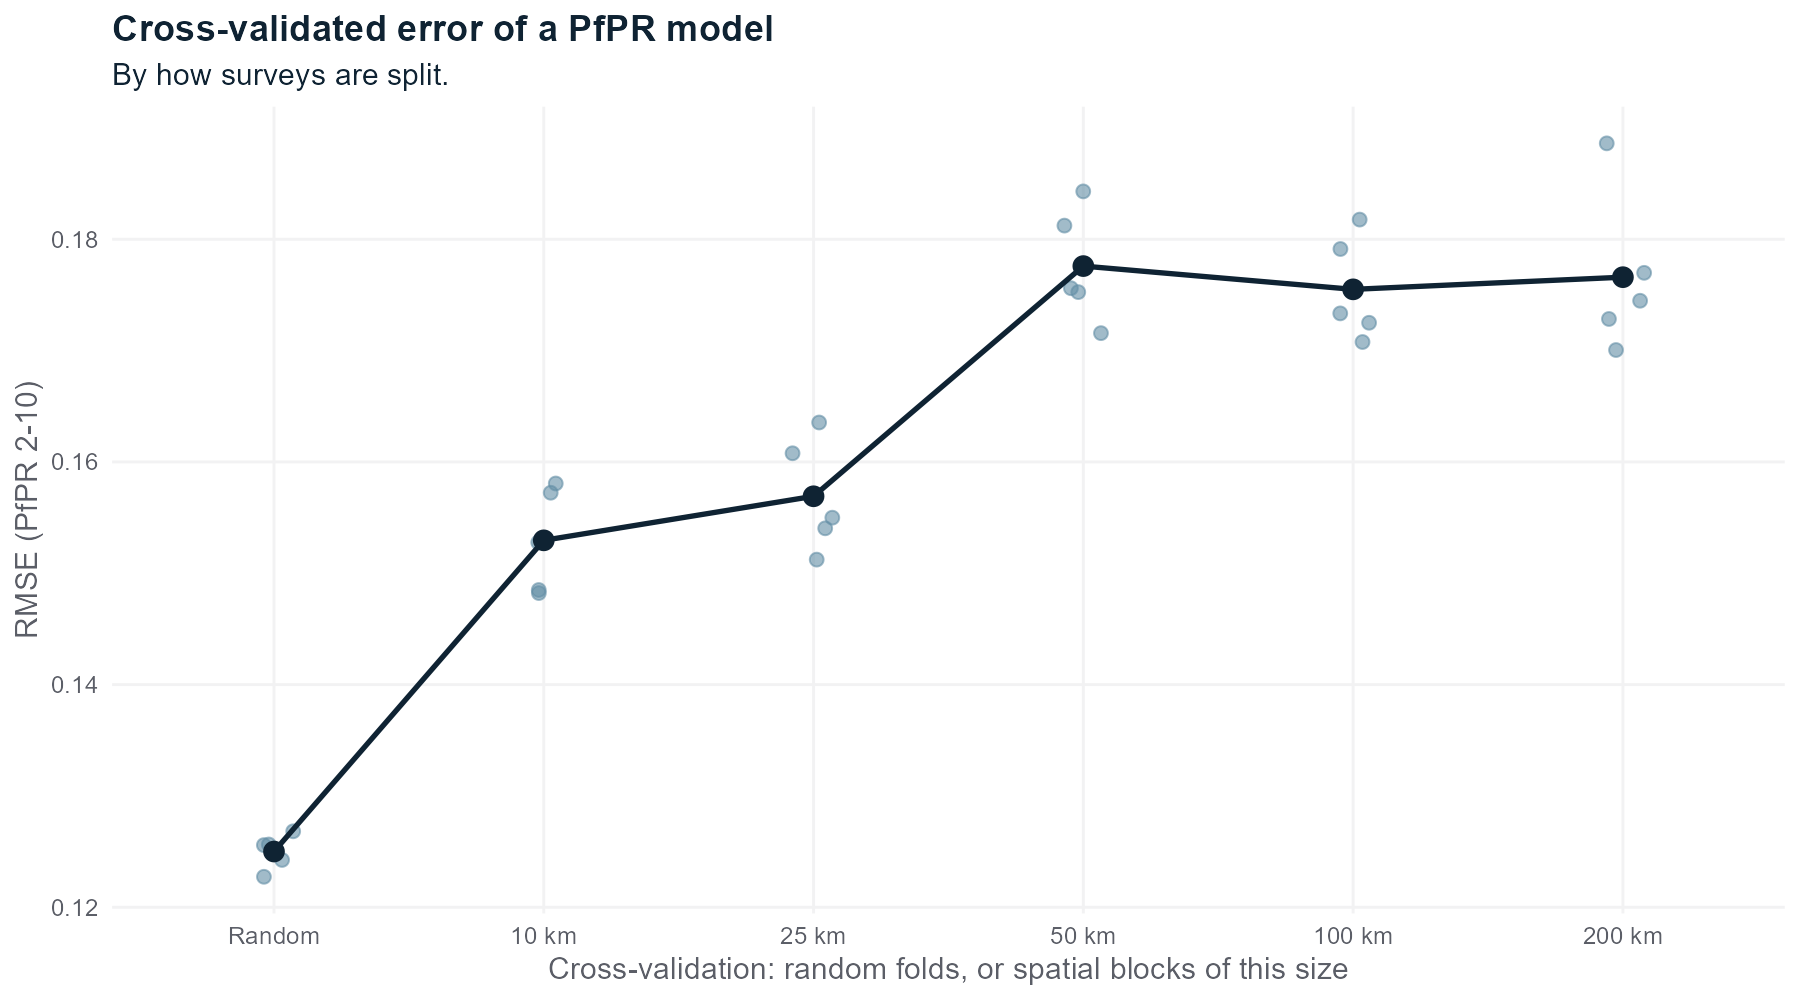 Cross-validated error of a PfPR model
By how surveys are split.
RMSE (PfPR 2-10)
0.18
0.16
0.14
0.12
Random 10 km 25 km 50 km 100 km 200 km
Cross-validation: random folds, or spatial blocks of this size